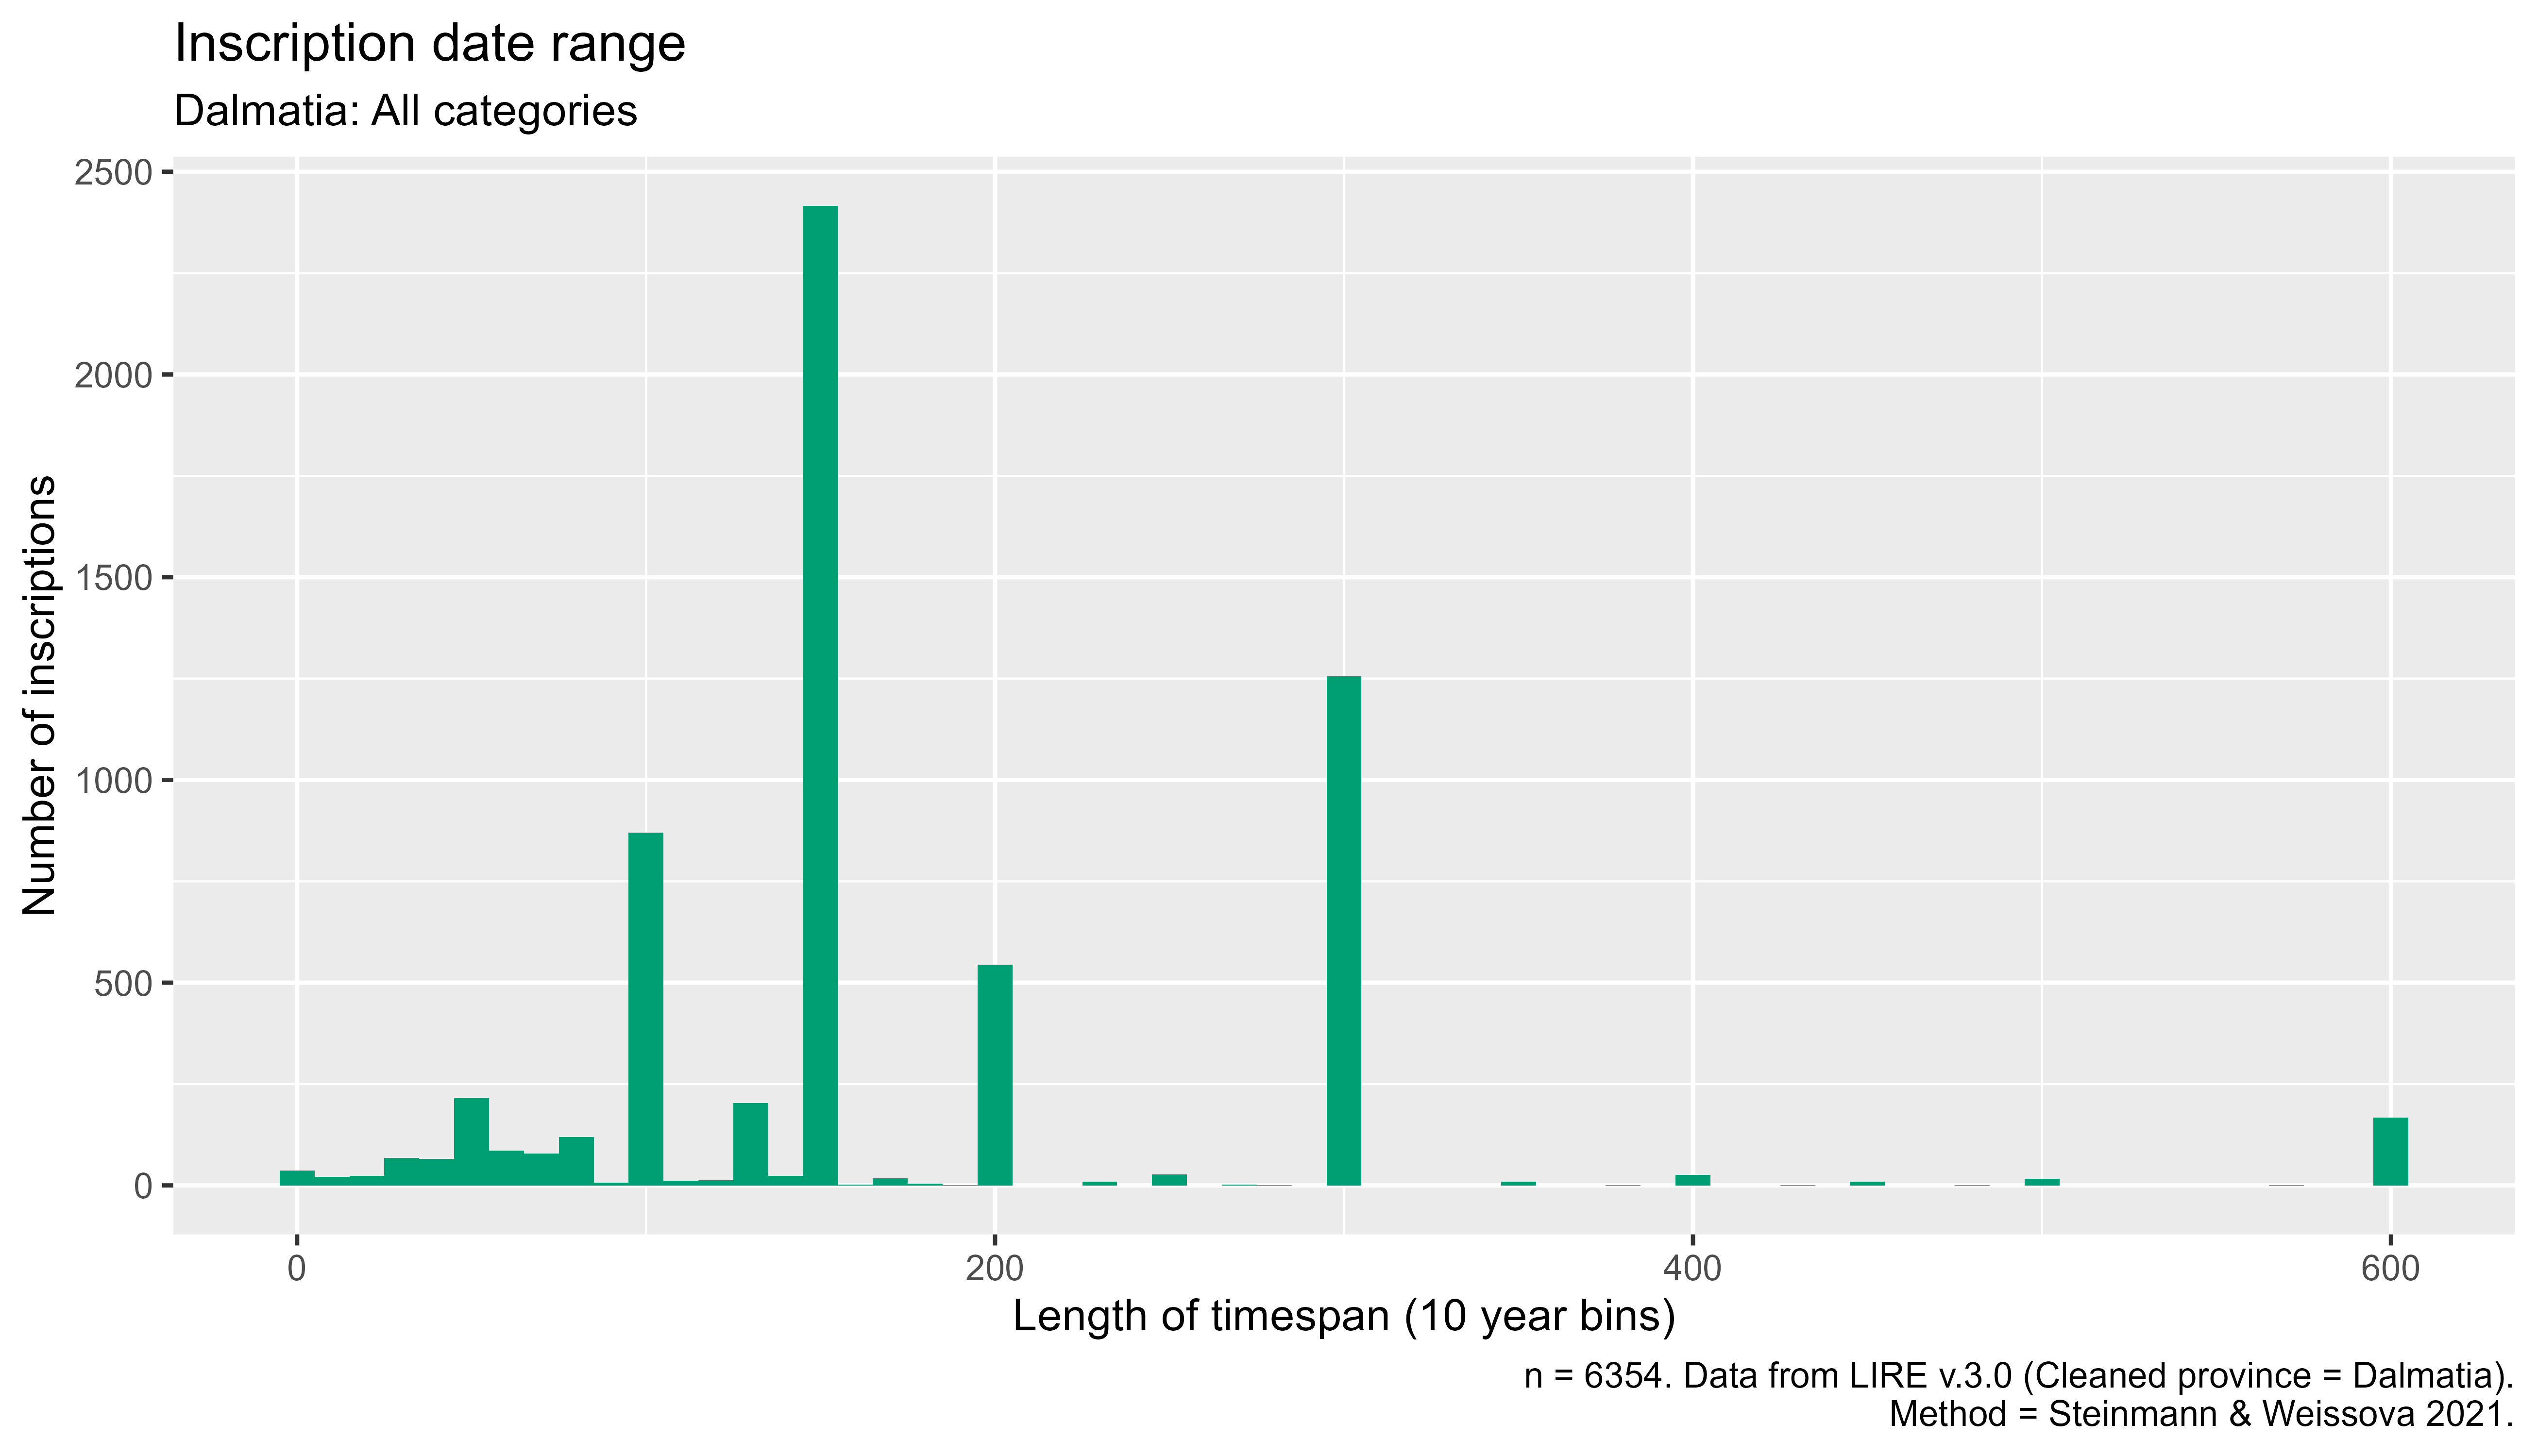 Inscription date range
Dalmatia: All categories
2500
2000
1500
1000
500
0
Number of inscriptions
0
200
400
600
Length of timespan (10 year bins)
n = 6354. Data from LIRE v.3.0 (Cleaned province = Dalmatia).
Method = Steinmann & Weissova 2021.